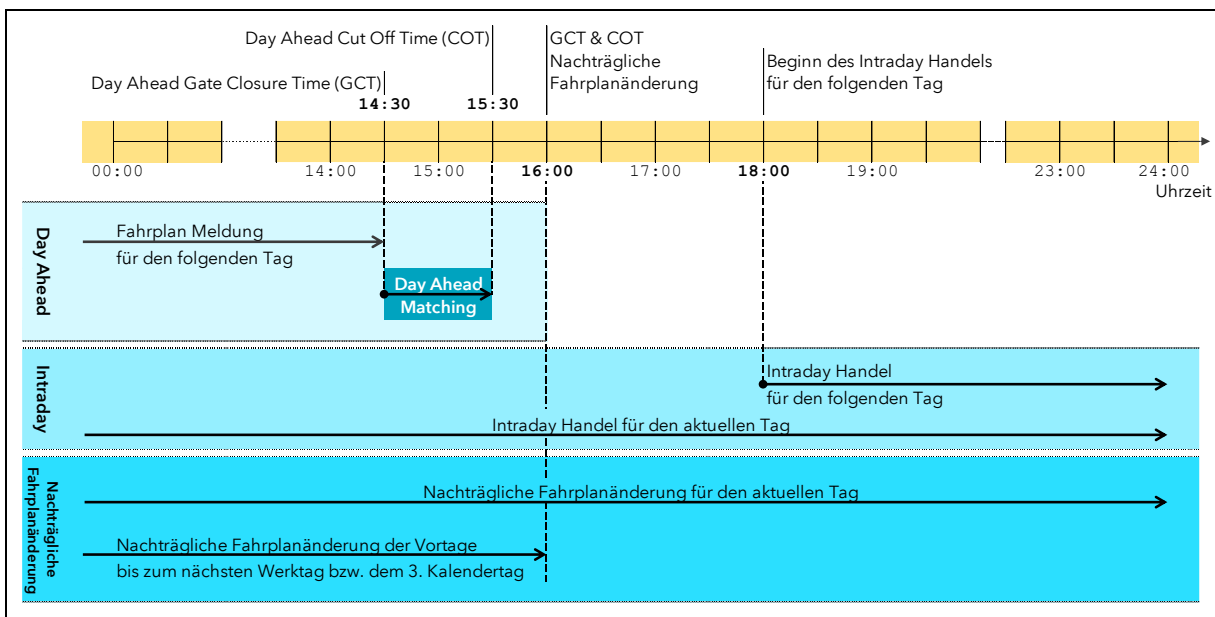 Day Ahead Cut Off Time (COT)
GCT & COT
Nachträgliche
Fahrplanänderung
Beginn des Intraday Handels
für den folgenden Tag
Day Ahead Gate Closure Time (GCT)
14:30
15:30
00:00
14:00
15:00
16:00
17:00
18:00
19:00
23:00
24:00
Uhrzeit
Day Ahead
Fahrplan Meldung
für den folgenden Tag
Day Ahead
Matching
Intraday
Intraday Handel
für den folgenden Tag
Intraday Handel für den aktuellen Tag
Nachträgliche
Fahrplanänderung
Nachträgliche Fahrplanänderung für den aktuellen Tag
Nachträgliche Fahrplanänderung der Vortage
bis zum nächsten Werktag bzw. dem 3. Kalendertag